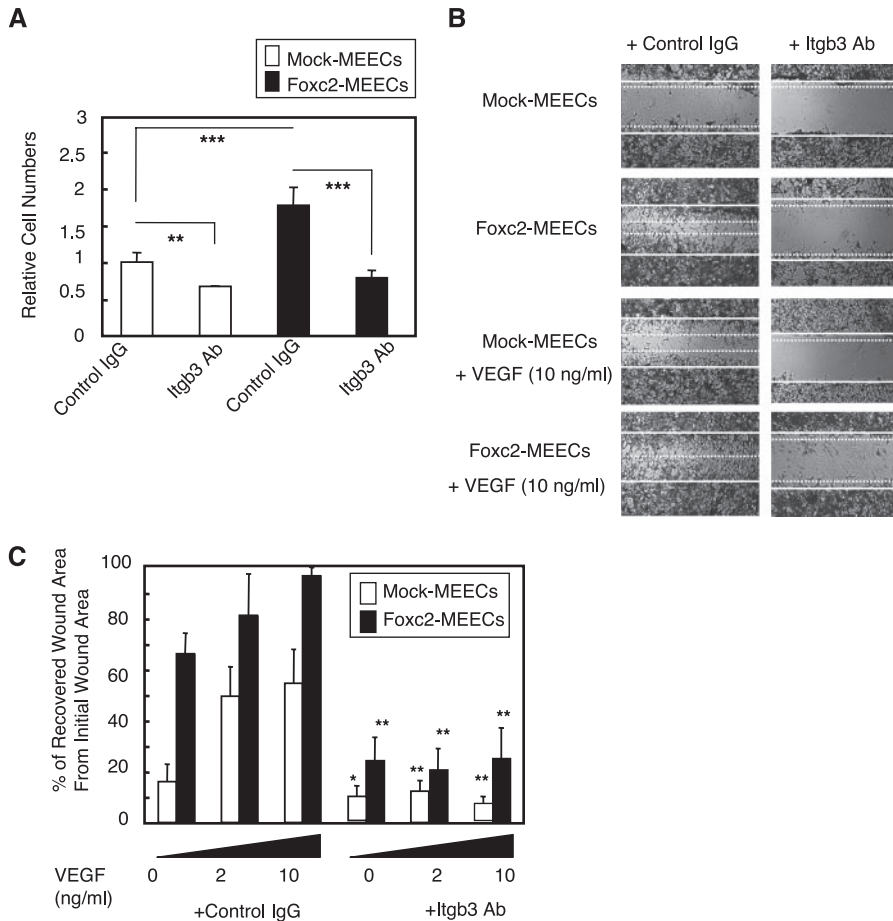 A
Mock-MEECs
Foxc2-MEECs
Relative Cell Numbers
3
2.5
2
1.5
1
0.5
0
***
***
**
Control IgG
Itgb3 Ab
Control IgG
Itgb3 Ab
B
+ Control IgG
+ Itgb3 Ab
Mock-MEECs
Foxc2-MEECs
Mock-MEECs
+ VEGF (10 ng/ml)
Foxc2-MEECs
+ VEGF (10 ng/ml)
C
% of Recovered Wound Area
From Initial Wound Area
100
80
60
40
20
0
Mock-MEECs
Foxc2-MEECs
*
**
**
**
**
**
VEGF
(ng/ml)
0
2
10
0
2
10
+Control IgG
+Itgb3 Ab